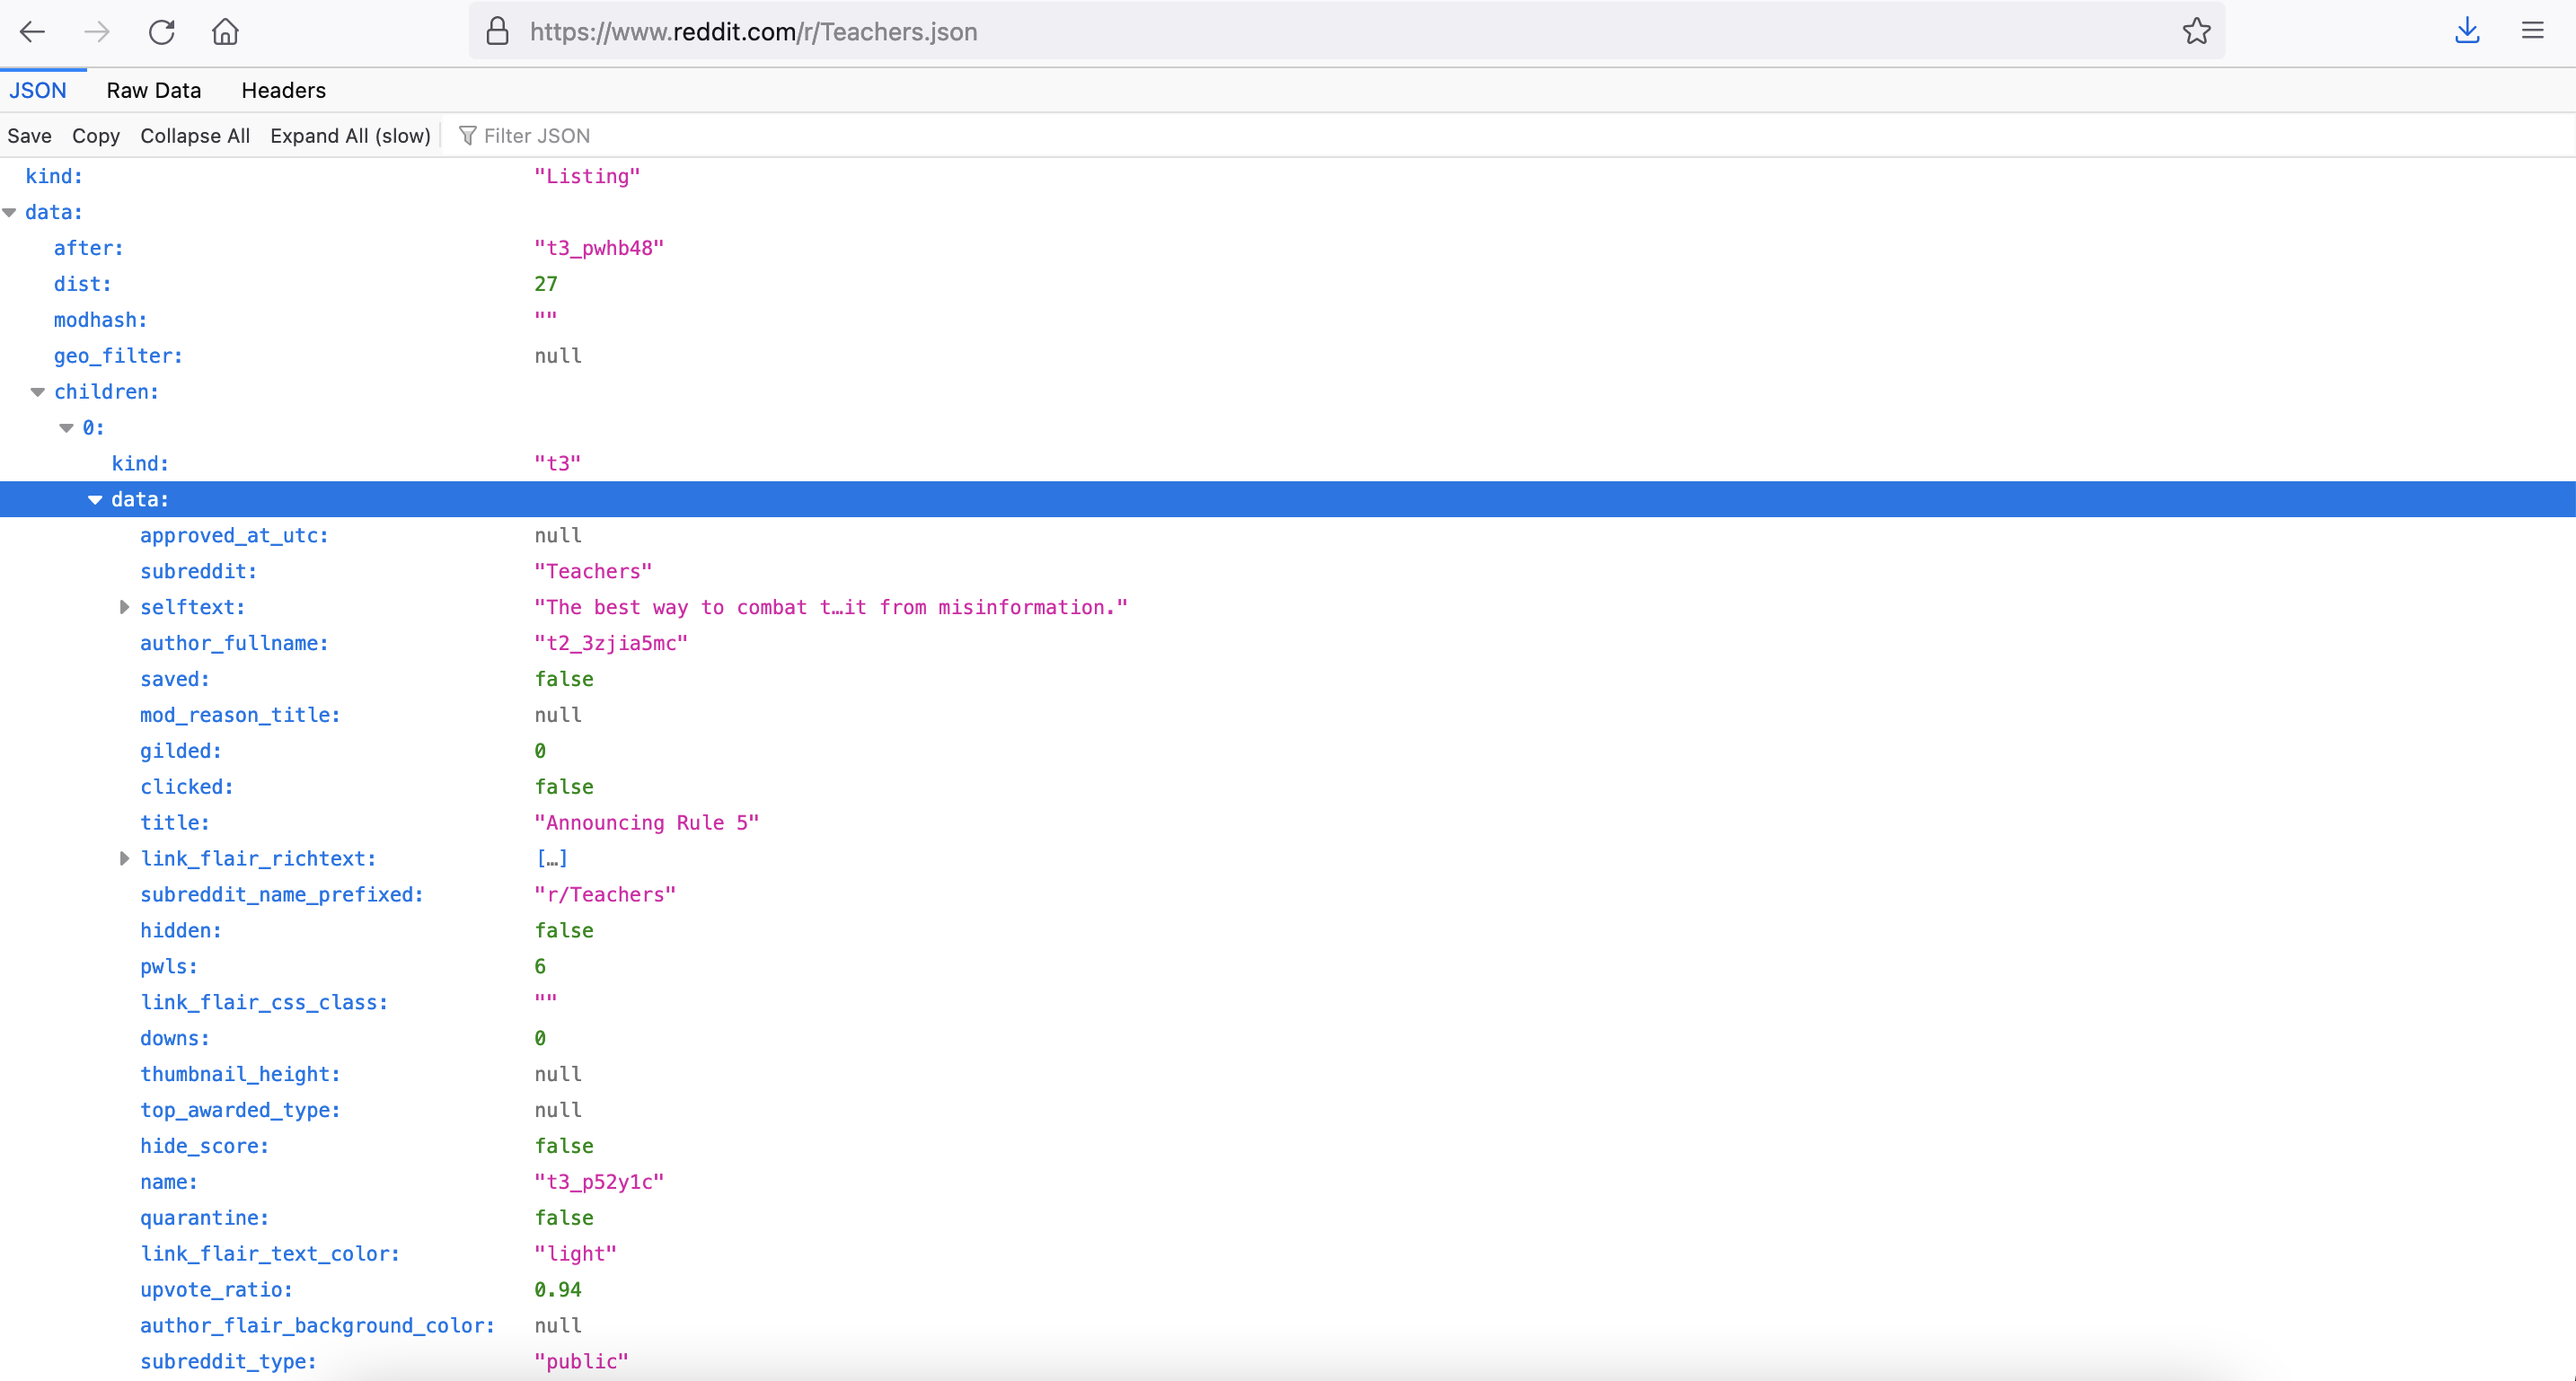 https://www.reddit.com/r/Teachers.json
JSON Raw Data Headers
Save Copy Collapse All Expand All (slow) Filter JSON
kind: "Listing"
data:
after: "t3_pwhb48"
dist: 27
modhash: ""
geo_filter: null
children:
0:
kind: "t3"
data:
approved_at_utc: null
subreddit: "Teachers"
selftext: "The best way to combat t…it from misinformation."
author_fullname: "t2_3zjia5mc"
saved: false
mod_reason_title: null
gilded: 0
clicked: false
title: "Announcing Rule 5"
link_flair_richtext: […]
subreddit_name_prefixed: "r/Teachers"
hidden: false
pwls: 6
link_flair_css_class: ""
downs: 0
thumbnail_height: null
top_awarded_type: null
hide_score: false
name: "t3_p52y1c"
quarantine: false
link_flair_text_color: "light"
upvote_ratio: 0.94
author_flair_background_color: null
subreddit_type: "public"